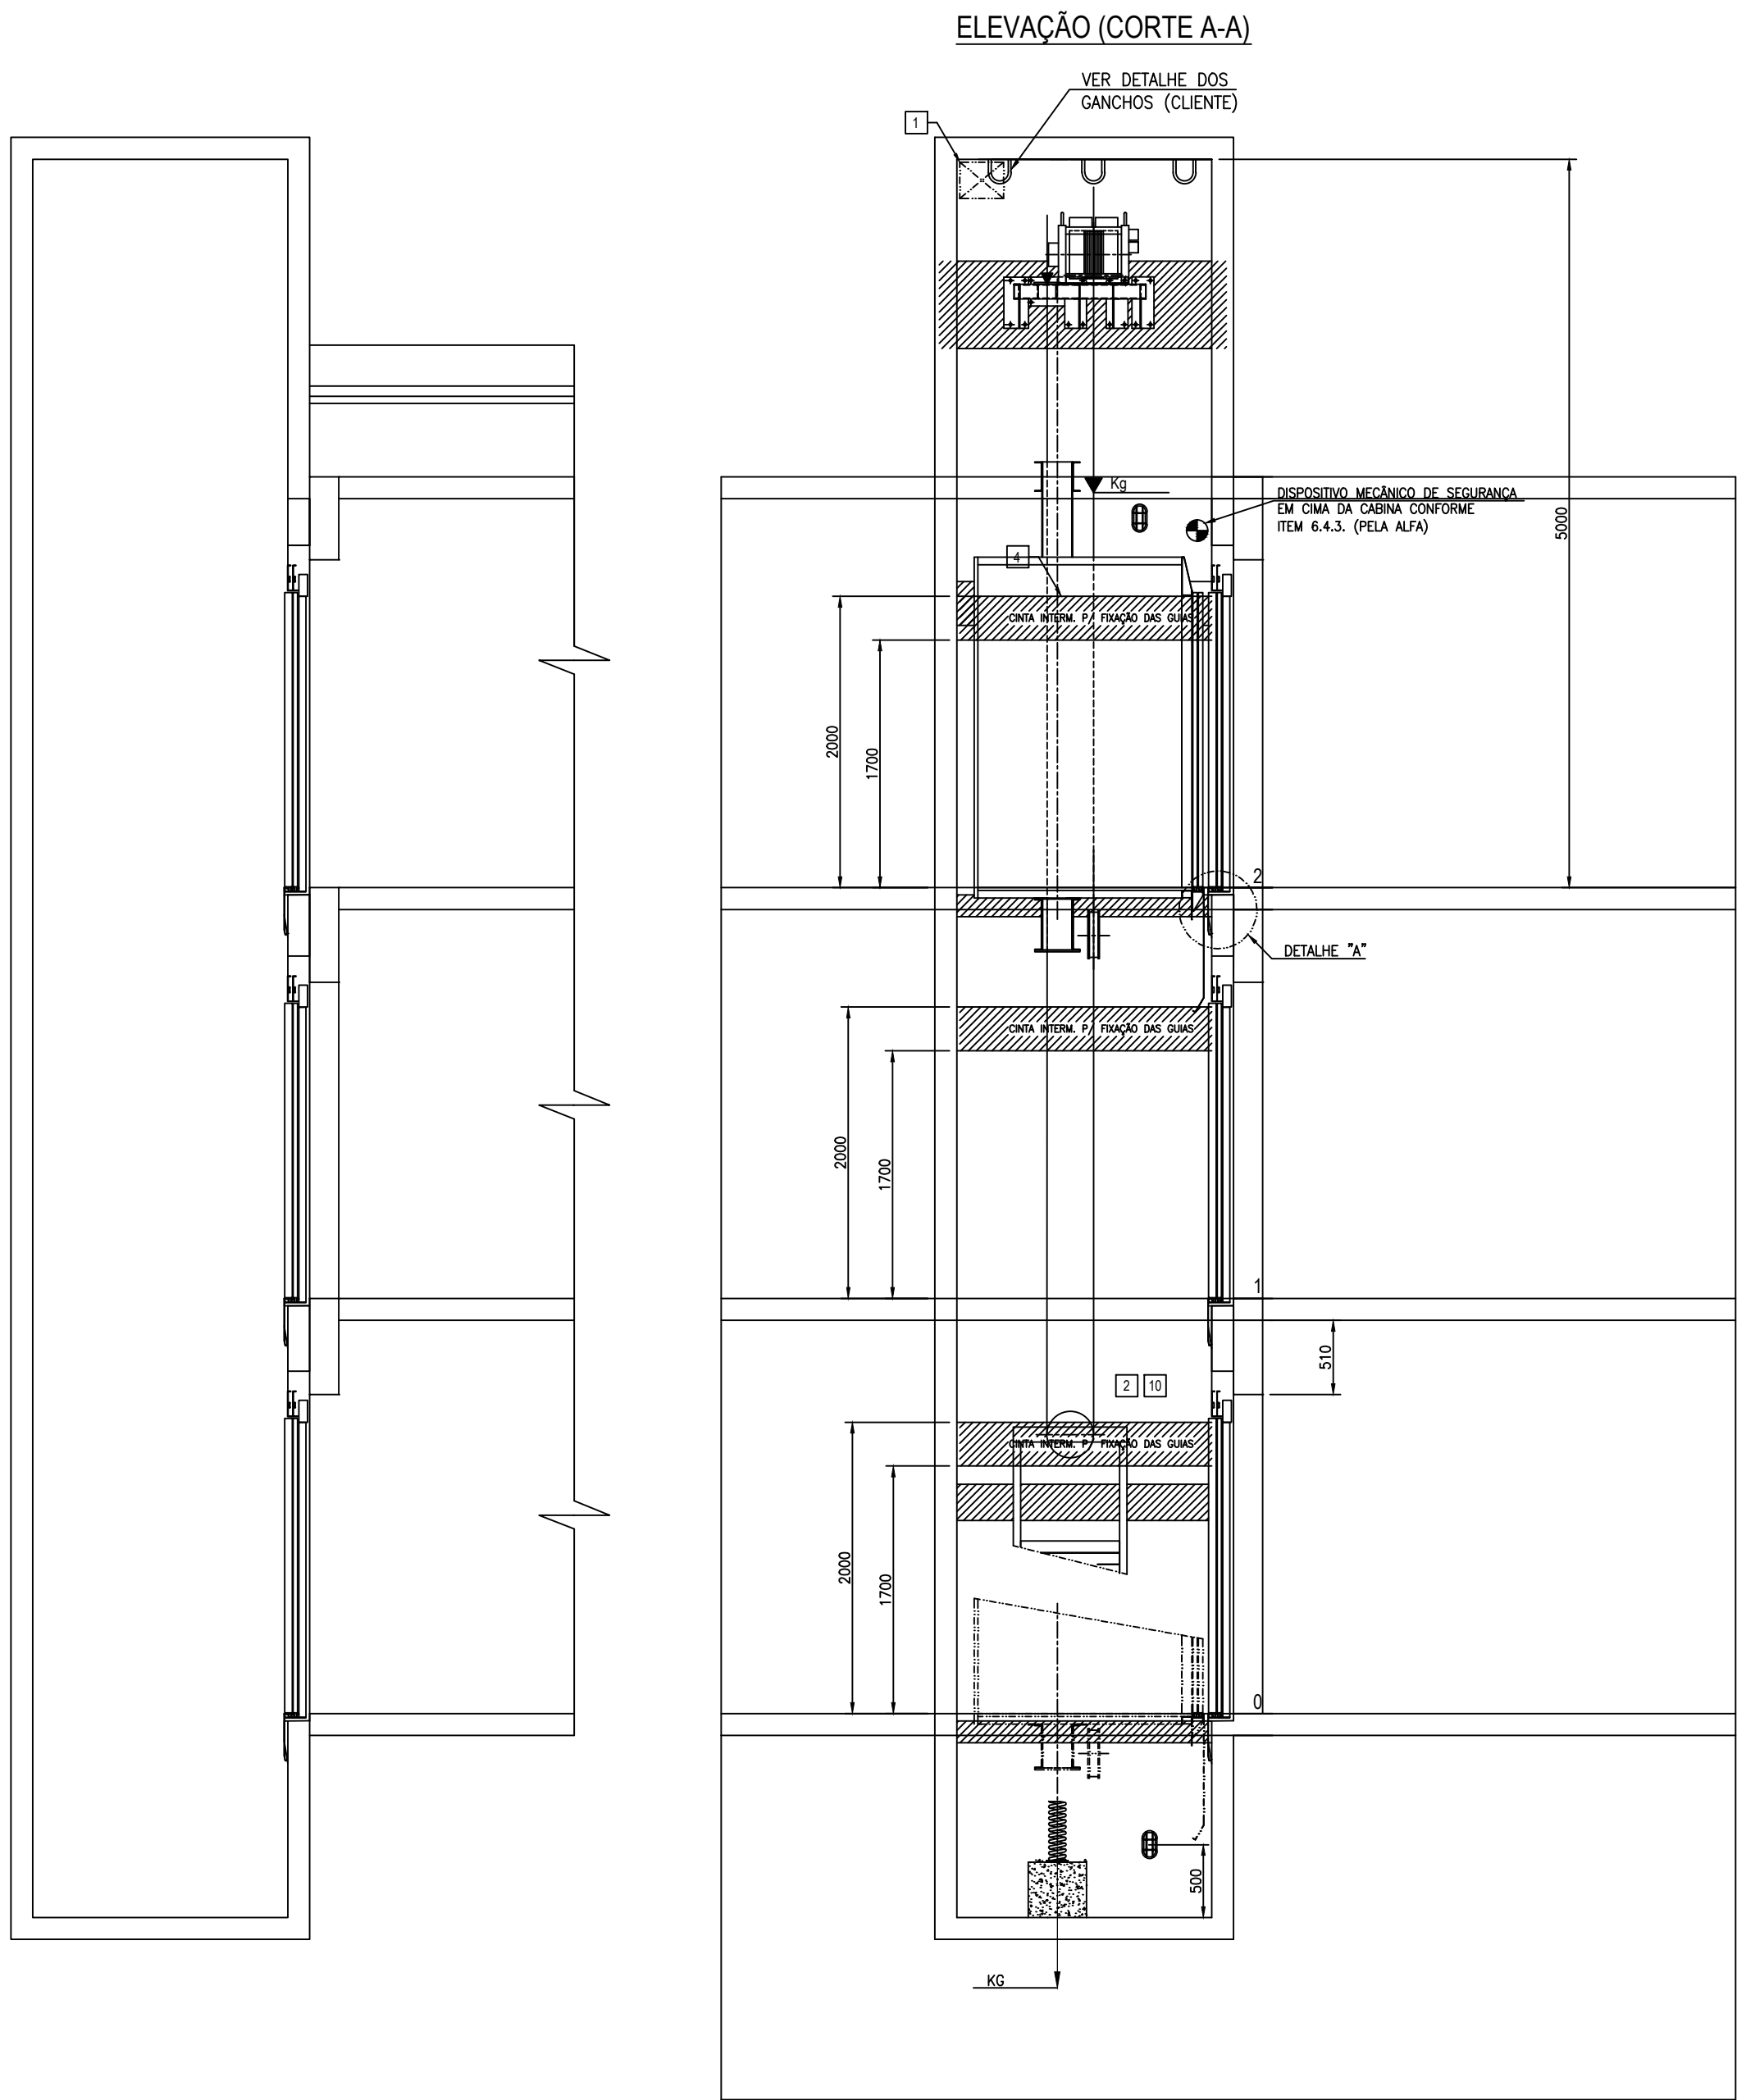 ELEVAÇÃO (CORTE A-A)
VER DETALHE DOS
GANCHOS (CLIENTE)
1
Kg
DISPOSITIVO MECÂNICO DE SEGURANÇA
EM CIMA DA CABINA CONFORME
ITEM 6.4.3. (PELA ALFA)
5000
4
CINTA INTERM. P/ FIXAÇÃO DAS GUIAS
2000
1700
2
DETALHE "A"
CINTA INTERM. P/ FIXAÇÃO DAS GUIAS
2000
1700
1
510
2 10
CINTA INTERM. P/ FIXAÇÃO DAS GUIAS
2000
1700
0
500
KG